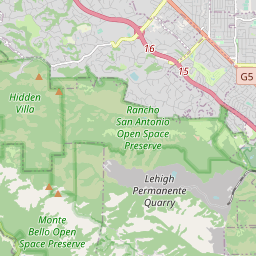 16
15
G5
Hidden
Villa
Rancho
San Antonio
Open Space
Preserve
Lehigh
Permanente
Quarry
Monte
Bello Open
Space Preserve